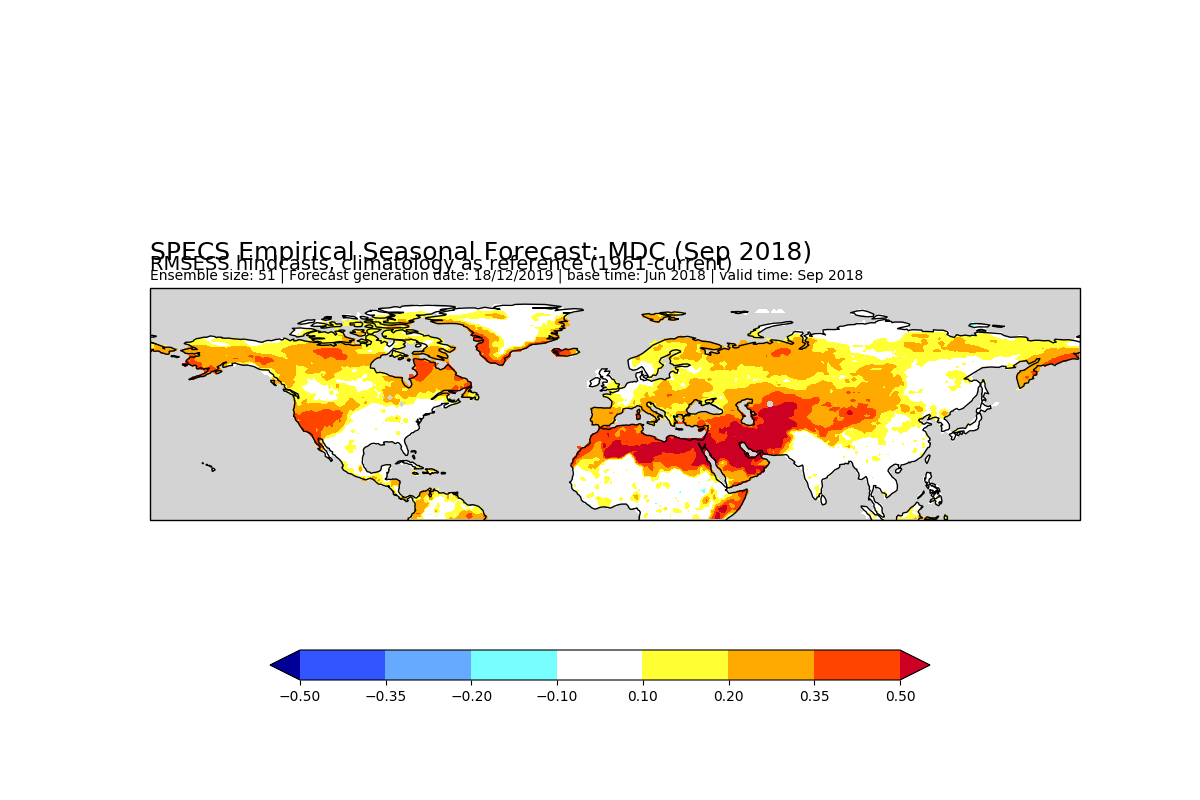 SPECS Empirical Seasonal Forecast: MDC (Sep 2018)
RMSESS hindcasts, climatology as reference (1961-current)
Ensemble size: 51 | Forecast generation date: 18/12/2019 | base time: Jun 2018 | valid time: Sep 2018
−0.50 −0.35 −0.20 −0.10 0.10 0.20 0.35 0.50